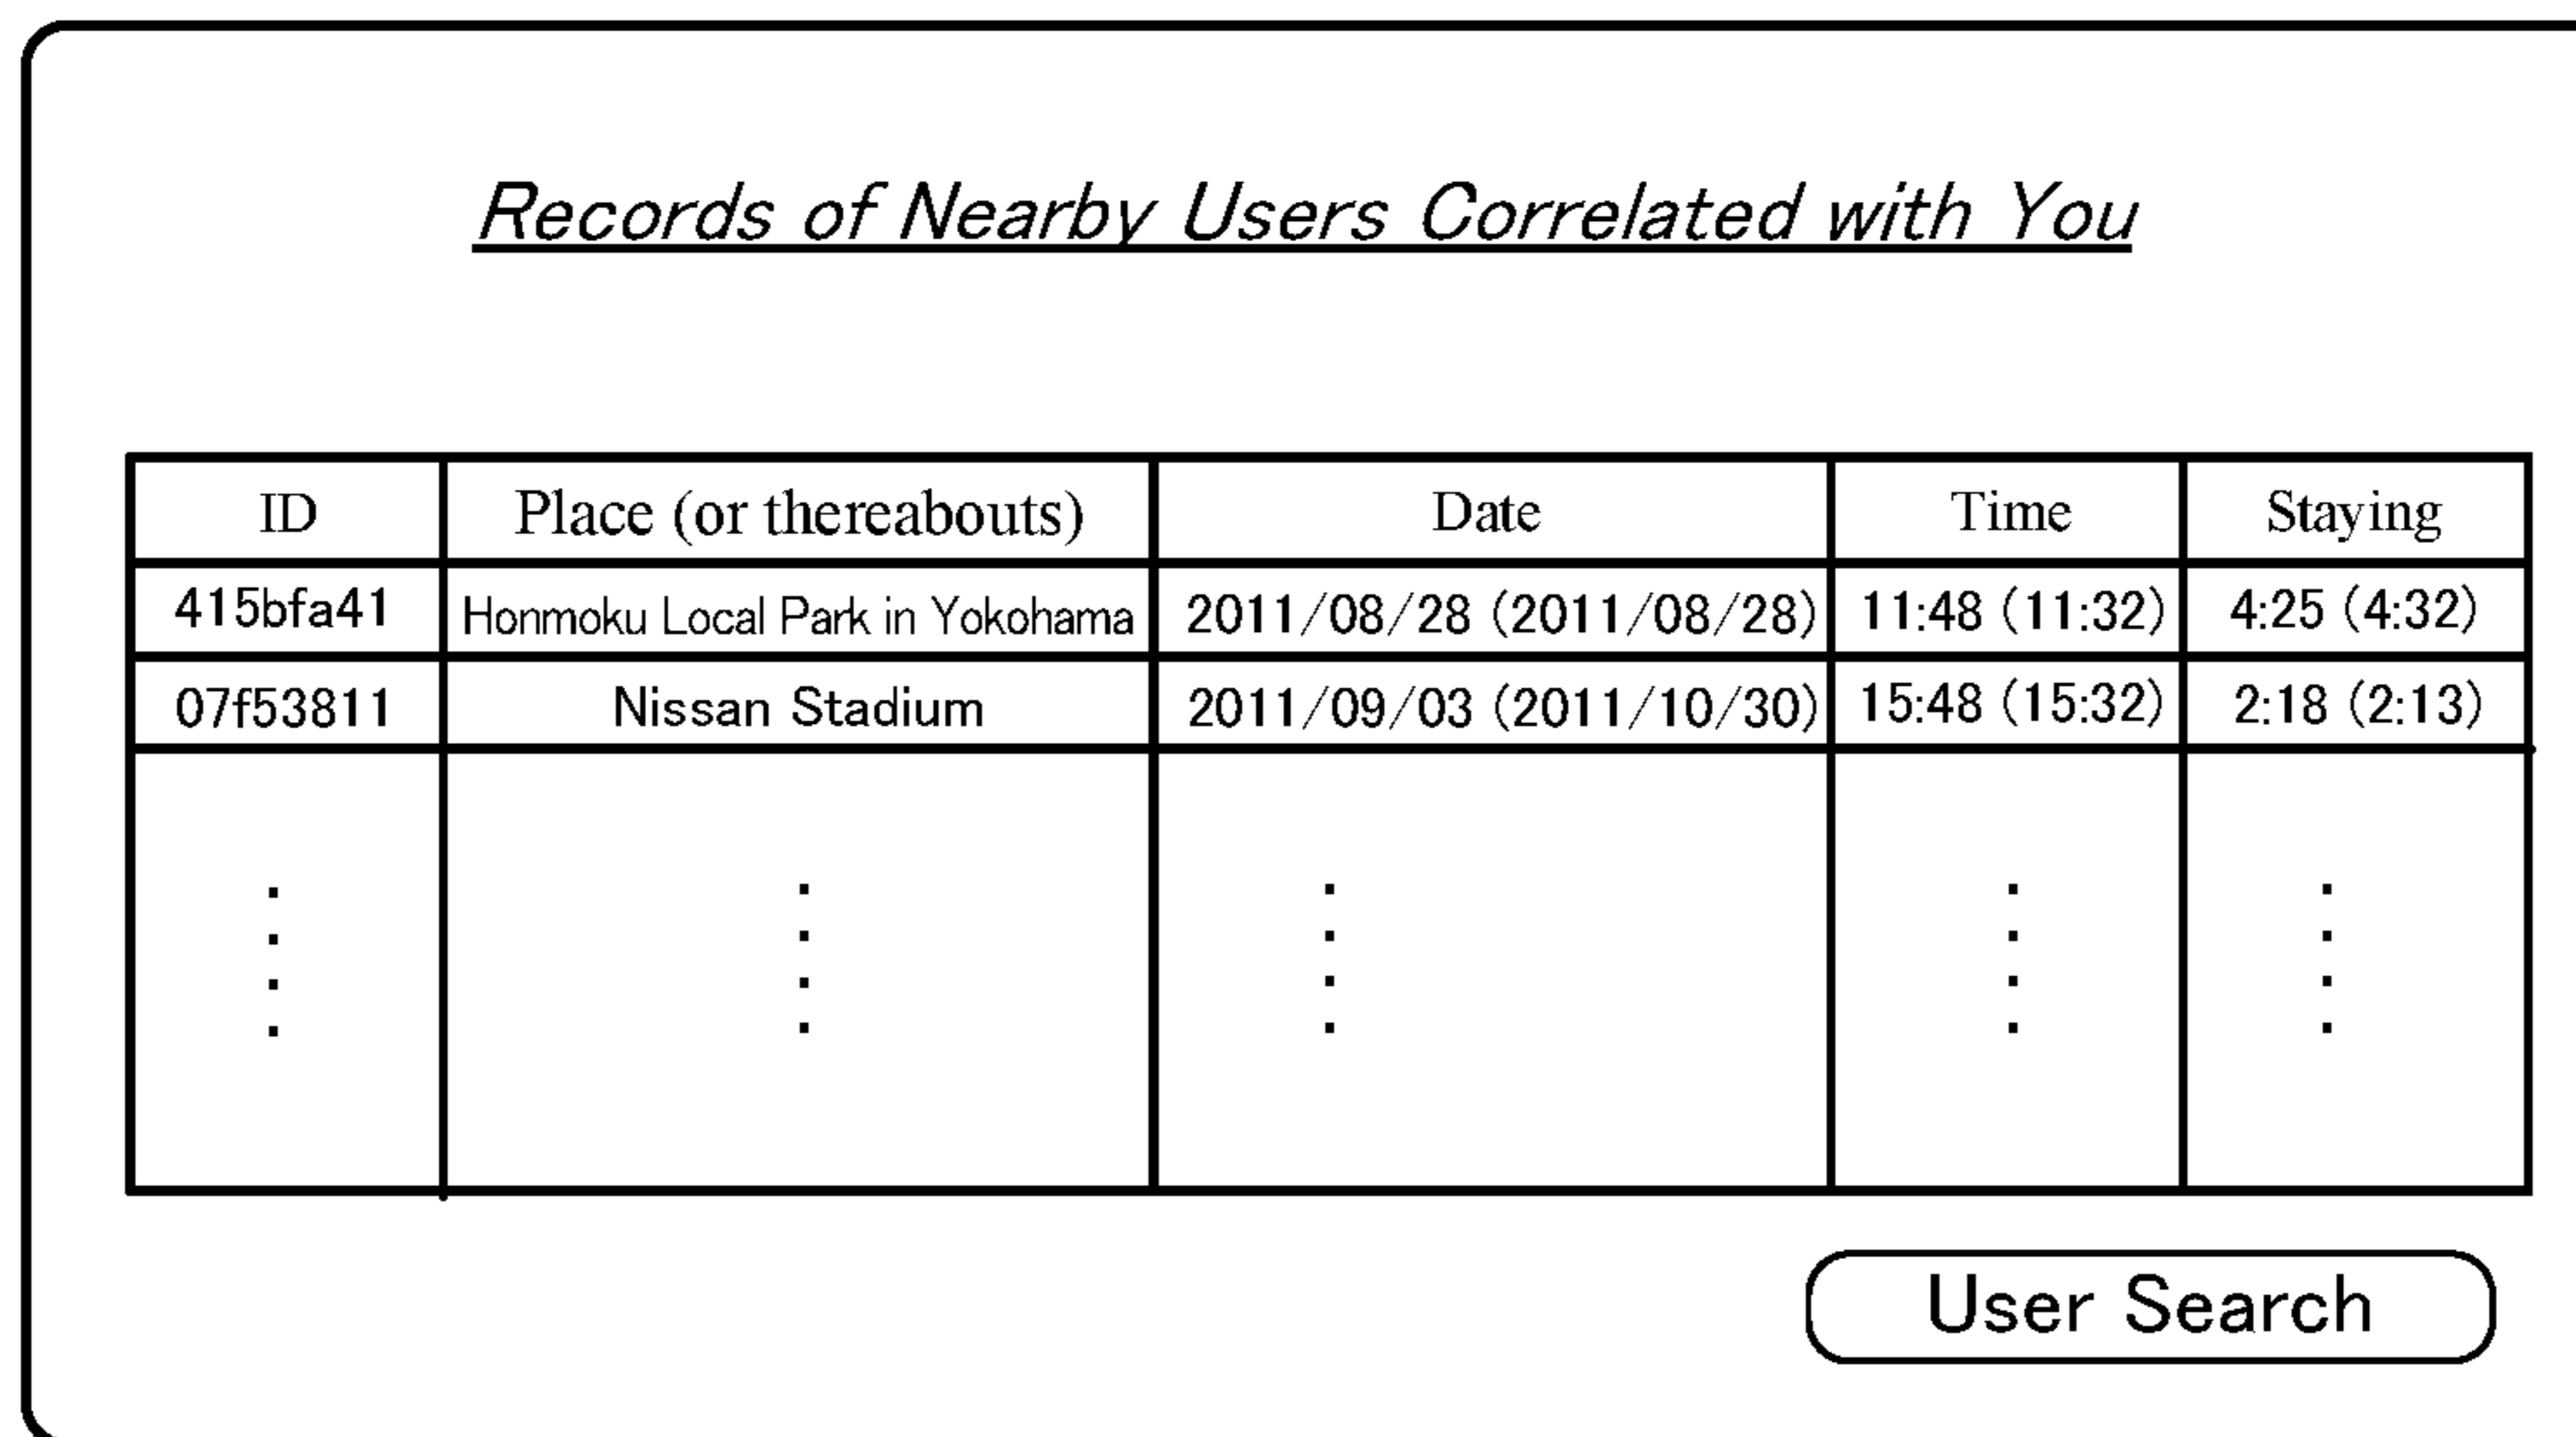 Records of Nearby Users Correlated with You
ID Place (or thereabouts) Date Time Staying
415bfa41 Honmoku Local Park in Yokohama 2011/08/28 (2011/08/28) 11:48 (11:32) 4:25 (4:32)
07f53811 Nissan Stadium 2011/09/03 (2011/10/30) 15:48 (15:32) 2:18 (2:13)
User Search